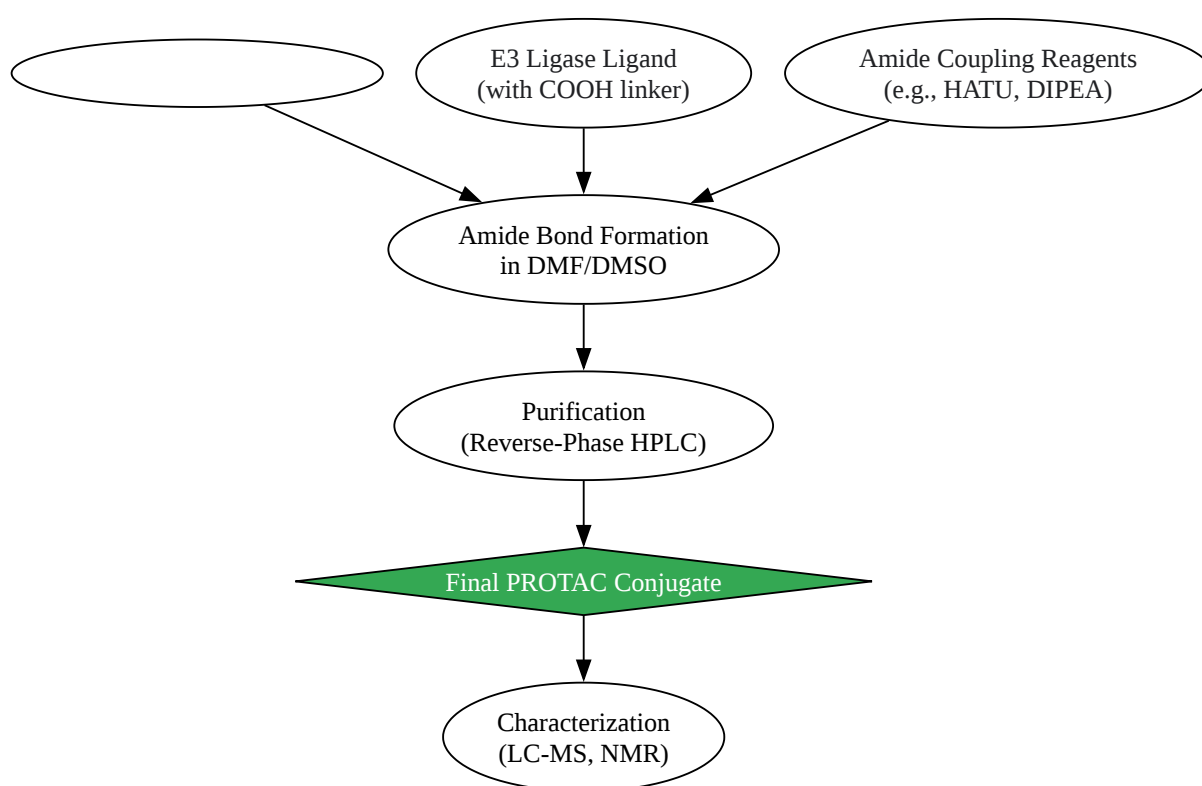 E3 Ligase Ligand
(with COOH linker)
Amide Coupling Reagents
(e.g., HATU, DIPEA)
Amide Bond Formation
in DMF/DMSO
Purification
(Reverse-Phase HPLC)
Final PROTAC Conjugate
Characterization
(LC-MS, NMR)